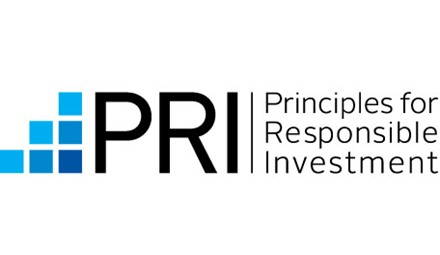 PRI
Principles for
Responsible
Investment